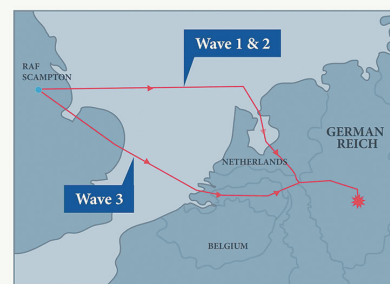 Wave 1 & 2
RAF
SCAMPTON
GERMAN
REICH
NETHERLANDS
Wave 3
BELGIUM